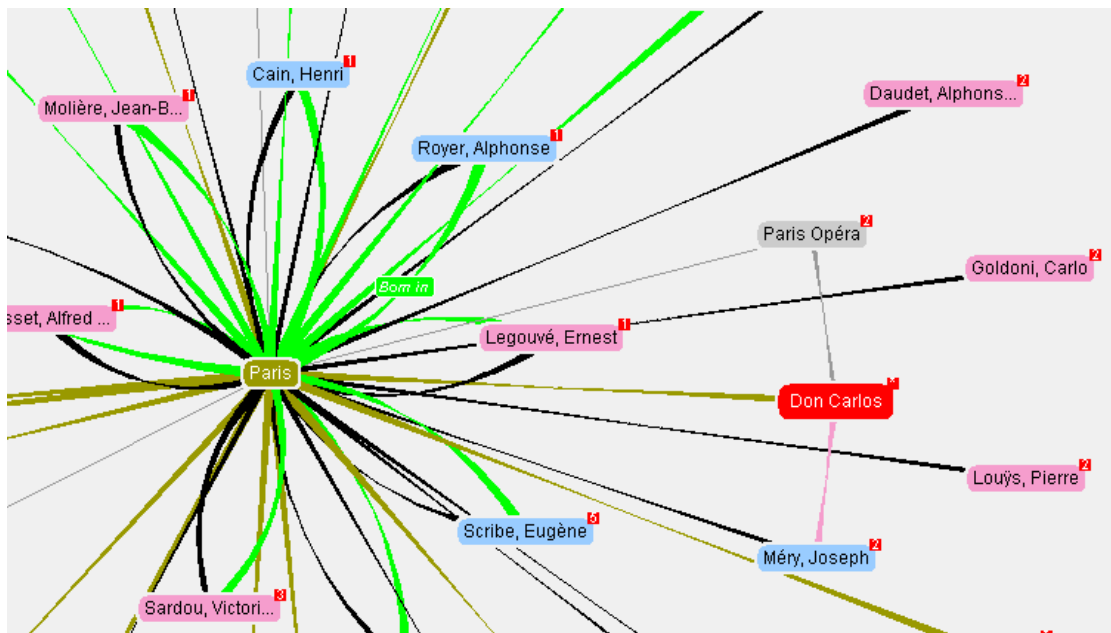 Cain, Henri 1
Molière, Jean-B... 1
Daudet, Alphons... 2
Royer, Alphonse 1
Paris Opéra 2
Goldoni, Carlo 2
Born in
sset, Alfred ... 1
Legouvé, Ernest 1
Paris
Don Carlos
Louÿs, Pierre 2
Scribe, Eugène 5
Méry, Joseph 2
Sardou, Victori... 3